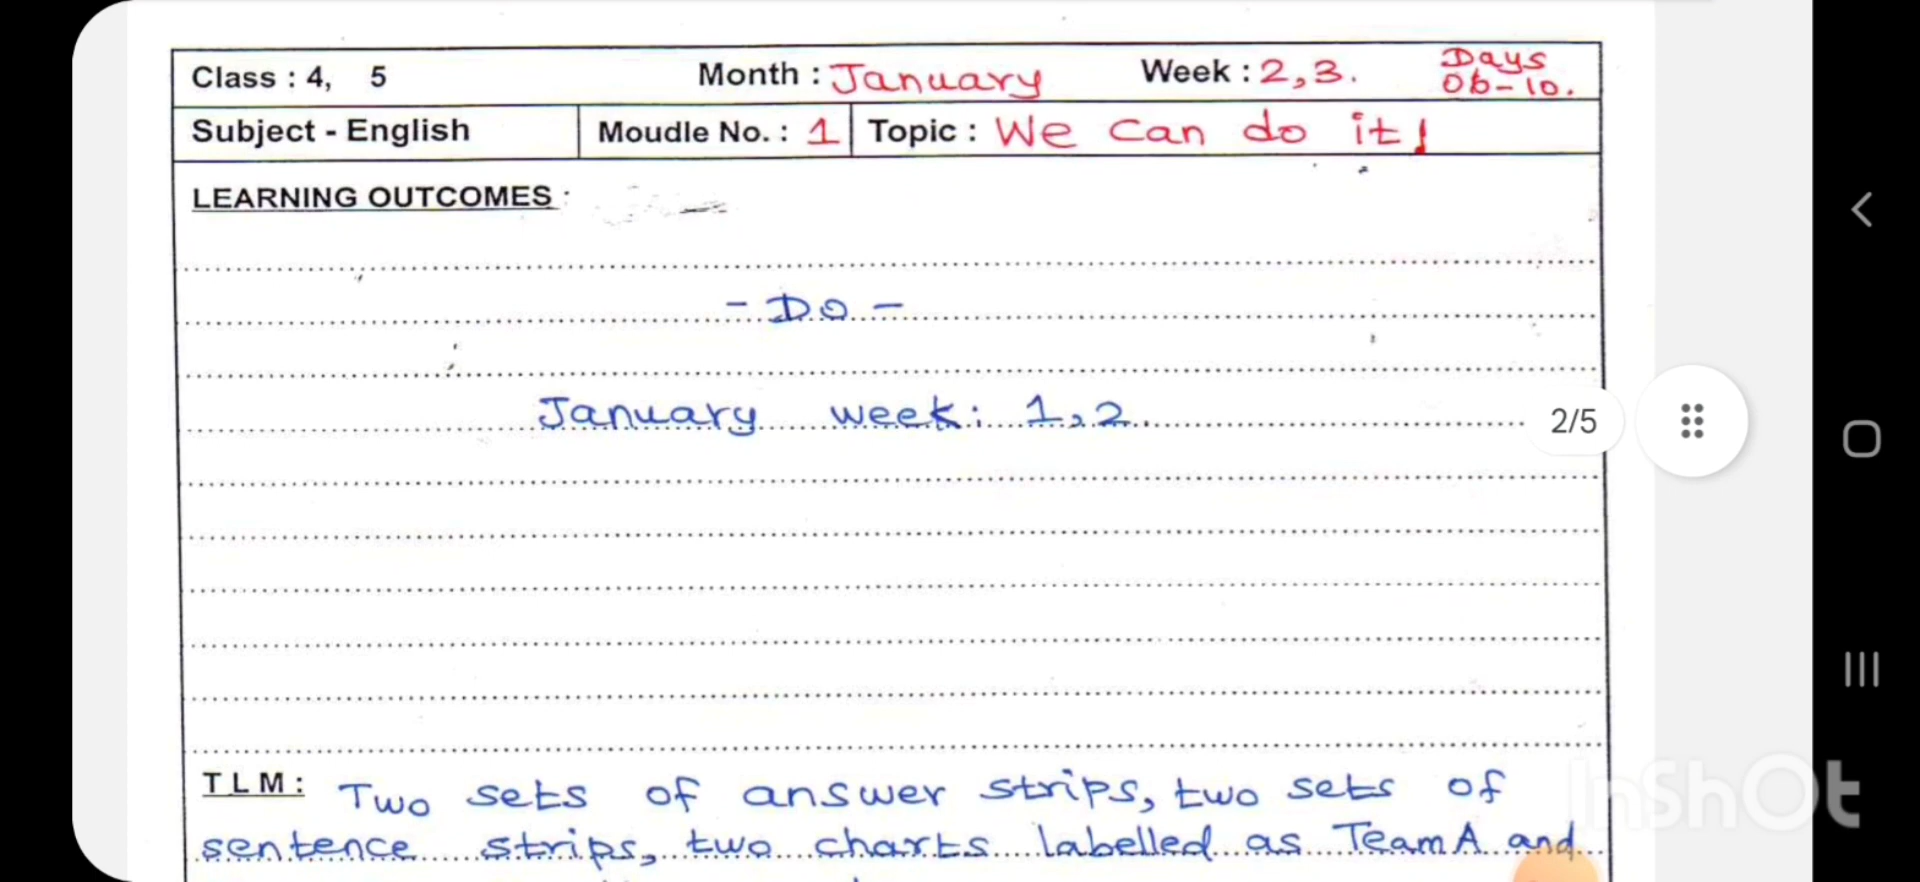 Class : 4, 5 Month : January Week : 2,3. Days 06-10.
Subject - English Moudle No. : 1 Topic : We can do it!
LEARNING OUTCOMES :
- DO -
January week: 1,2.
2/5
TLM: Two sets of answer strips, two sets of
sentence strips, two charts labelled as Team A and
InShOt